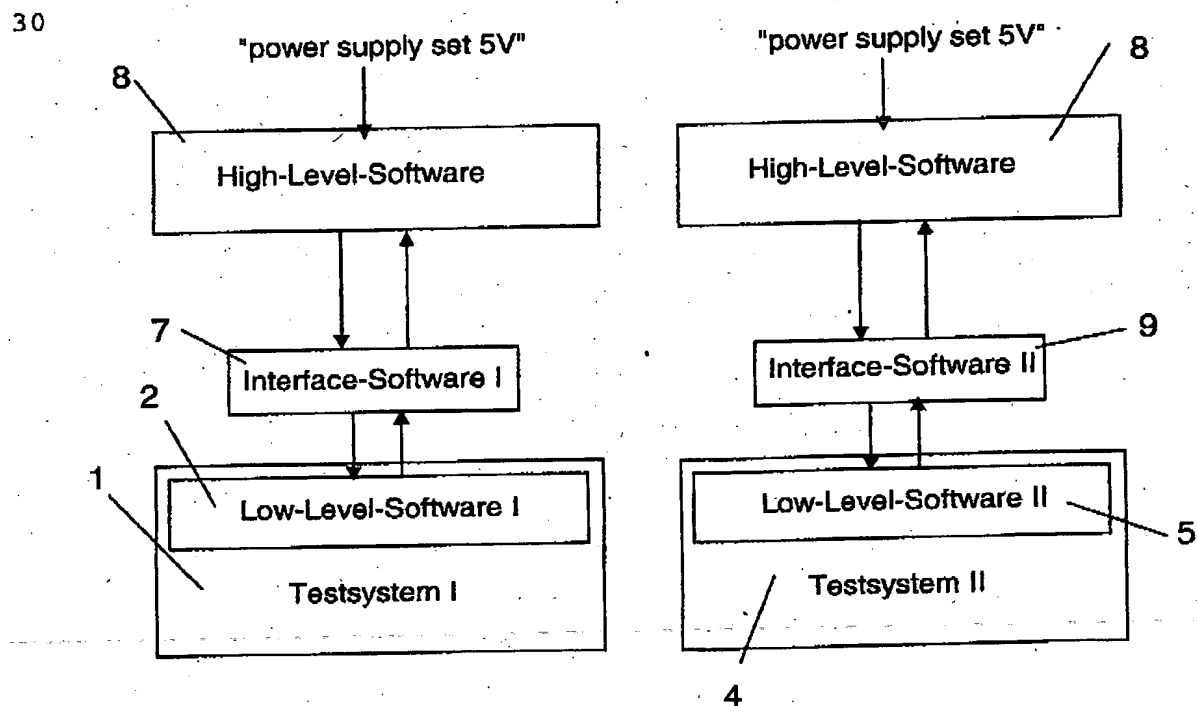 30
"power supply set 5V"
8
High-Level-Software
7
Interface-Software I
2
1
Low-Level-Software I
Testsystem I
"power supply set 5V"
8
High-Level-Software
9
Interface-Software II
Low-Level-Software II
5
Testsystem II
4